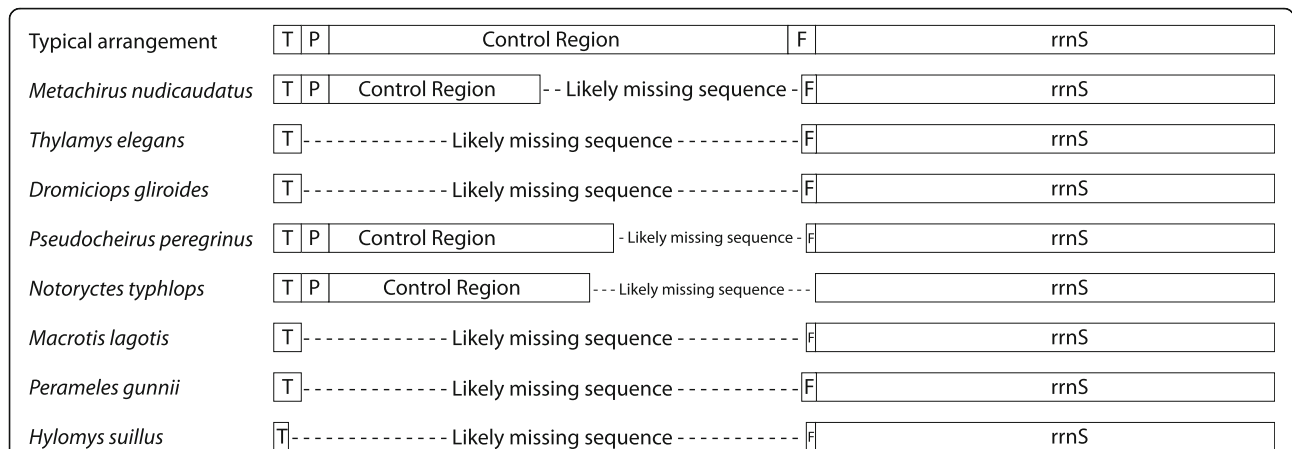 Typical arrangement T P Control Region F rrnS
Metachirus nudicaudatus T P Control Region - - Likely missing sequence - F rrnS
Thylamys elegans T - - - - - - - - - - - - Likely missing sequence - - - - - - - - - - F rrnS
Dromiciops gliroides T - - - - - - - - - - - - Likely missing sequence - - - - - - - - - - F rrnS
Pseudocheirus peregrinus T P Control Region - Likely missing sequence - - F rrnS
Notoryctes typhlops T P Control Region - - - Likely missing sequence - - - rrnS
Macrotis lagotis T - - - - - - - - - - - - Likely missing sequence - - - - - - - - - - F rrnS
Perameles gunnii T - - - - - - - - - - - - Likely missing sequence - - - - - - - - - - F rrnS
Hylomys suillus T - - - - - - - - - - - - - Likely missing sequence - - - - - - - - - - F rrnS